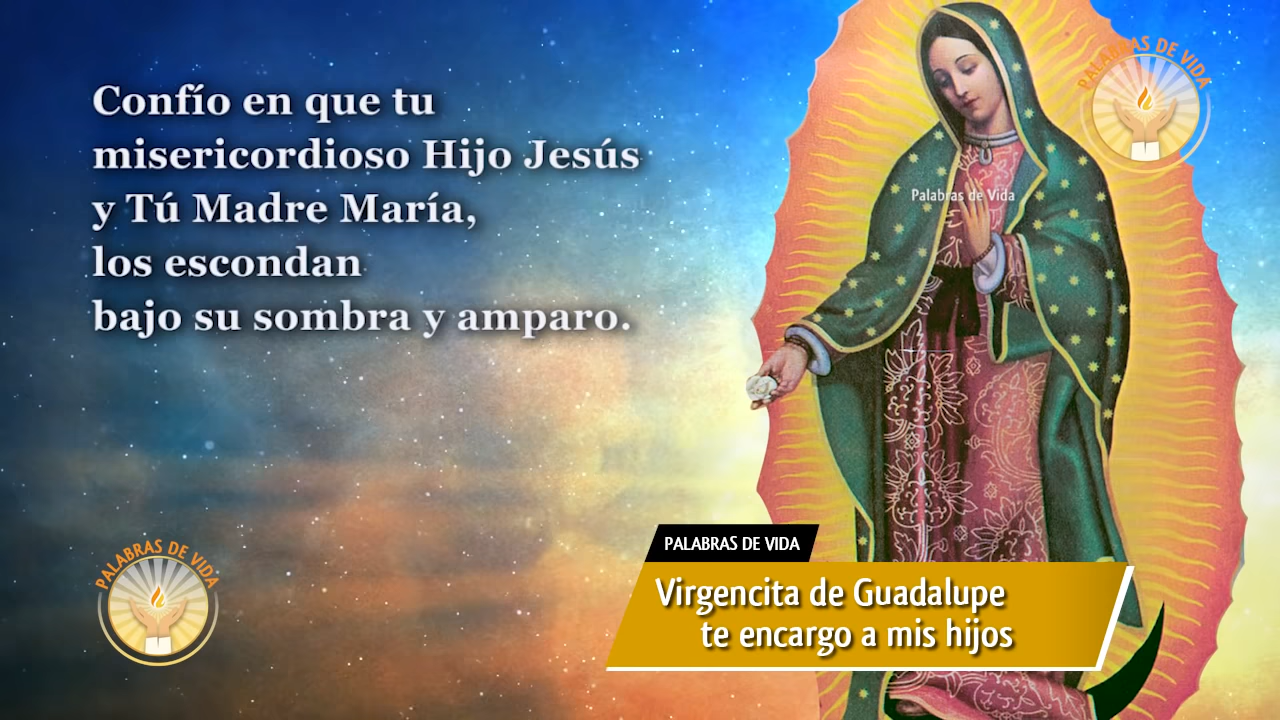 Confío en que tu
misericordioso Hijo Jesús
y Tú Madre María,
los escondan
bajo su sombra y amparo.
PALABRAS DE VIDA
Palabras de Vida
PALABRAS DE VIDA
PALABRAS DE VIDA
Virgencita de Guadalupe
te encargo a mis hijos